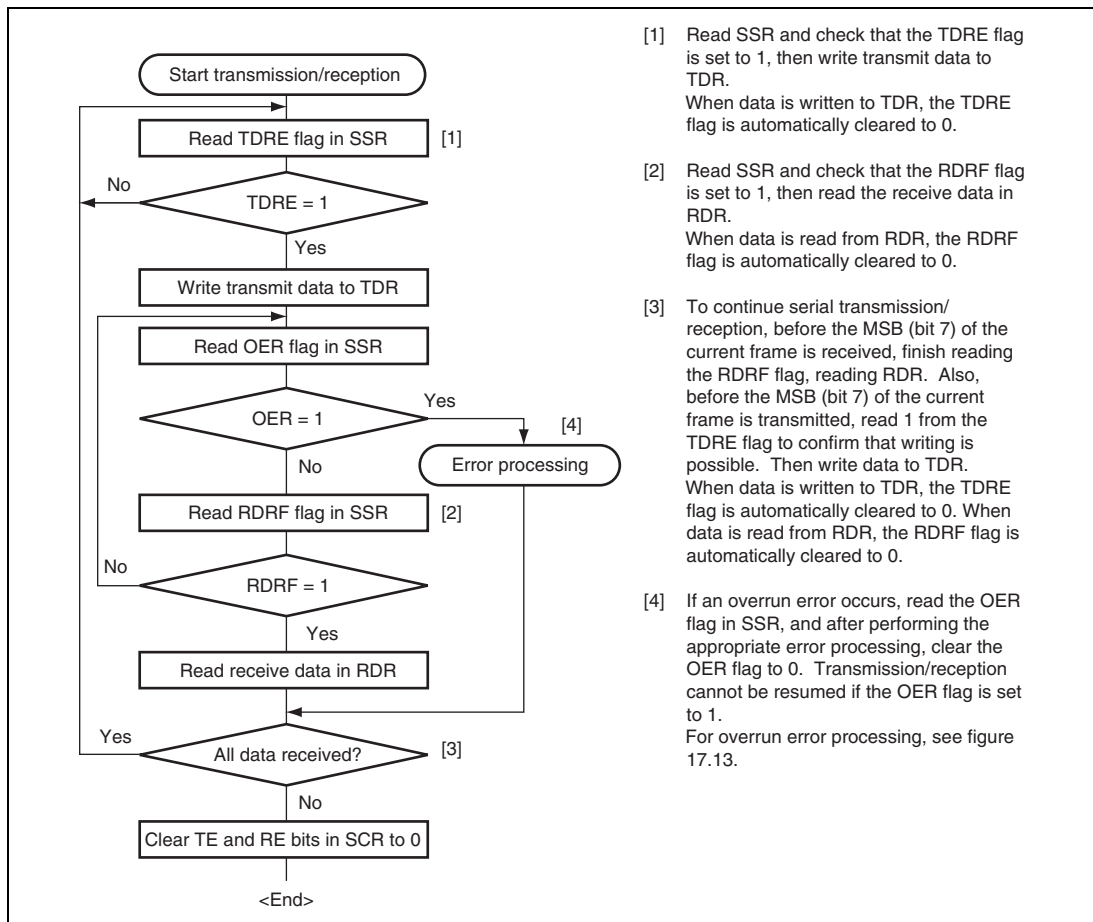 Start transmission/reception
Read TDRE flag in SSR
[1]
No
TDRE = 1
Yes
Write transmit data to TDR
Read OER flag in SSR
OER = 1
Yes
[4]
Error processing
No
Read RDRF flag in SSR
[2]
No
RDRF = 1
Yes
Read receive data in RDR
Yes
All data received?
[3]
No
Clear TE and RE bits in SCR to 0
<End>
[1] Read SSR and check that the TDRE flag
is set to 1, then write transmit data to
TDR.
When data is written to TDR, the TDRE
flag is automatically cleared to 0.
[2] Read SSR and check that the RDRF flag
is set to 1, then read the receive data in
RDR.
When data is read from RDR, the RDRF
flag is automatically cleared to 0.
[3] To continue serial transmission/
reception, before the MSB (bit 7) of the
current frame is received, finish reading
the RDRF flag, reading RDR. Also,
before the MSB (bit 7) of the current
frame is transmitted, read 1 from the
TDRE flag to confirm that writing is
possible. Then write data to TDR.
When data is written to TDR, the TDRE
flag is automatically cleared to 0. When
data is read from RDR, the RDRF flag is
automatically cleared to 0.
[4] If an overrun error occurs, read the OER
flag in SSR, and after performing the
appropriate error processing, clear the
OER flag to 0. Transmission/reception
cannot be resumed if the OER flag is set
to 1.
For overrun error processing, see figure
17.13.